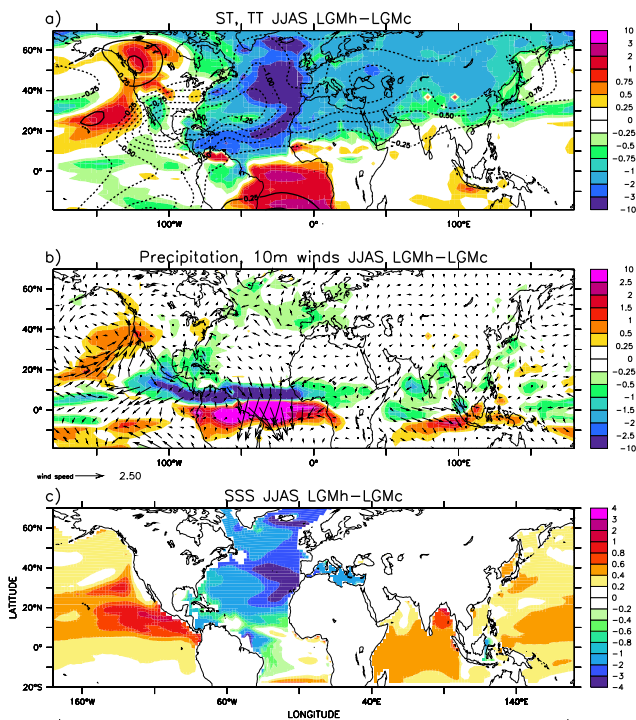 a) ST, TT JJAS LGMh-LGMc
60°N
40°N
20°N
0°
100°W
0°
100°E
10
3
2
1
0.75
0.5
0.25
0
-0.25
-0.5
-0.75
-1
-2
-3
-10
b) Precipitation, 10m winds JJAS LGMh-LGMc
60°N
40°N
20°N
0°
100°W
0°
100°E
10
2.5
2
1.5
1
0.5
0.25
0
-0.25
-0.5
-1
-1.5
-2
-2.5
-10
wind speed 2.50
c) SSS JJAS LGMh-LGMc
60°N
40°N
20°N
0°
20°S
LATITUDE
160°W
60°W
40°E
140°E
LONGITUDE
4
3
2
1
0.8
0.6
0.4
0.2
0
-0.2
-0.4
-0.6
-0.8
-1
-2
-3
-4